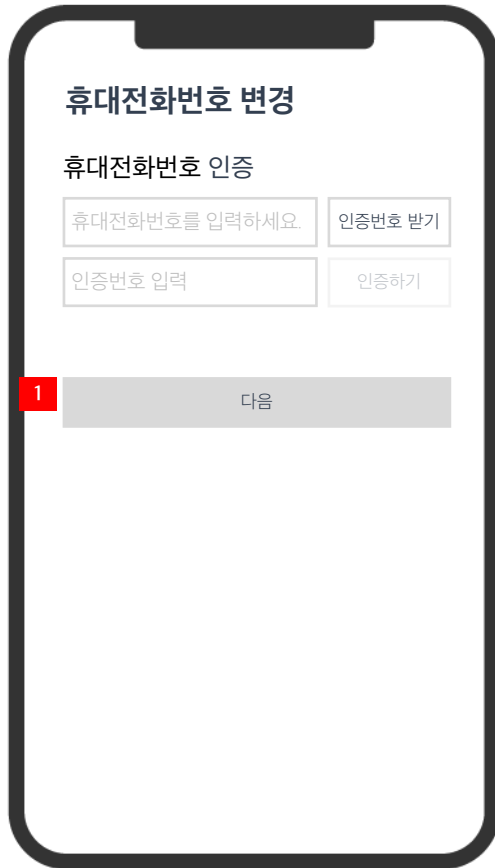 휴대전화번호 변경
휴대전화번호 인증
휴대전화번호를 입력하세요.
인증번호 받기
인증번호 입력
인증하기
1
다음